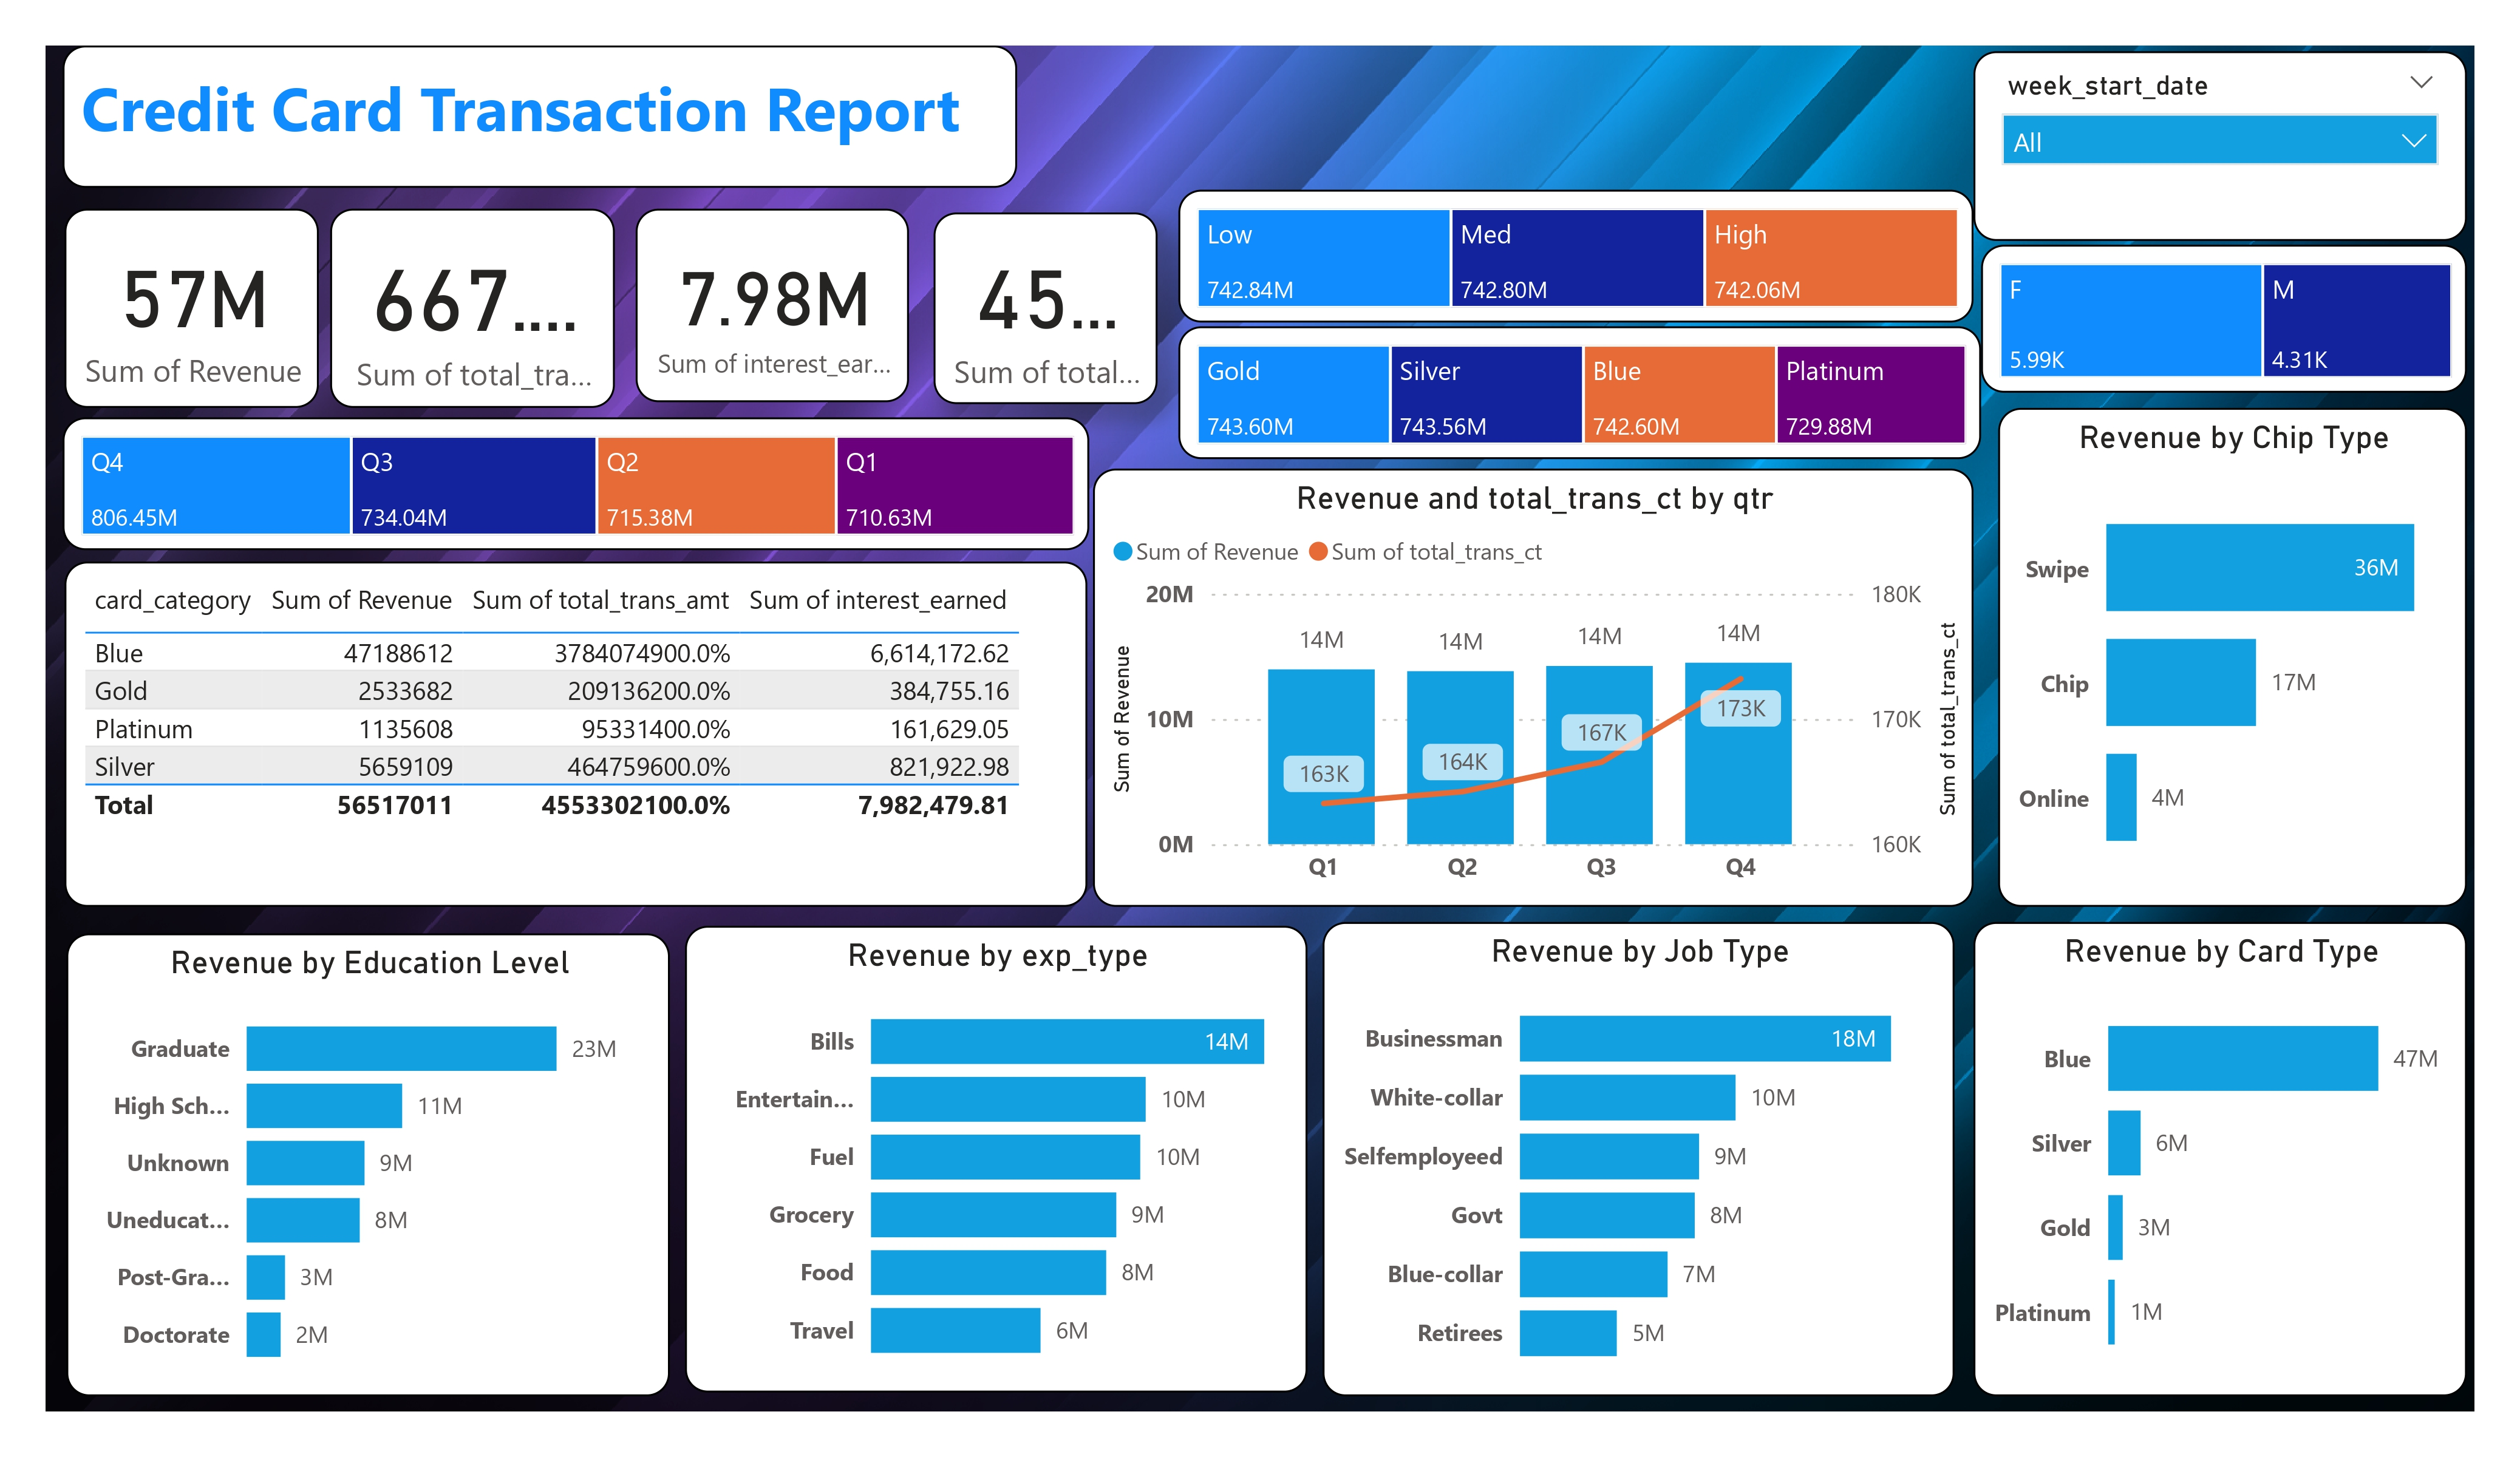 Credit Card Transaction Report
week_start_date
All
57M
Sum of Revenue
667....
Sum of total_tra...
7.98M
Sum of interest_ear...
45...
Sum of total...
Low Med High
742.84M 742.80M 742.06M
F M
5.99K 4.31K
Gold Silver Blue Platinum
743.60M 743.56M 742.60M 729.88M
Q4 Q3 Q2 Q1
806.45M 734.04M 715.38M 710.63M
card_category Sum of Revenue Sum of total_trans_amt Sum of interest_earned
Blue 47188612 3784074900.0% 6,614,172.62
Gold 2533682 209136200.0% 384,755.16
Platinum 1135608 95331400.0% 161,629.05
Silver 5659109 464759600.0% 821,922.98
Total 56517011 4553302100.0% 7,982,479.81
Revenue and total_trans_ct by qtr
Sum of Revenue Sum of total_trans_ct
20M 180K
14M 14M 14M 14M
Sum of Revenue
Sum of total_trans_ct
10M 170K
163K 164K 167K 173K
0M 160K
Q1 Q2 Q3 Q4
Revenue by Chip Type
Swipe 36M
Chip 17M
Online 4M
Revenue by Education Level
Graduate 23M
High Sch... 11M
Unknown 9M
Uneducat... 8M
Post-Gra... 3M
Doctorate 2M
Revenue by exp_type
Bills 14M
Entertain... 10M
Fuel 10M
Grocery 9M
Food 8M
Travel 6M
Revenue by Job Type
Businessman 18M
White-collar 10M
Selfemployeed 9M
Govt 8M
Blue-collar 7M
Retirees 5M
Revenue by Card Type
Blue 47M
Silver 6M
Gold 3M
Platinum 1M